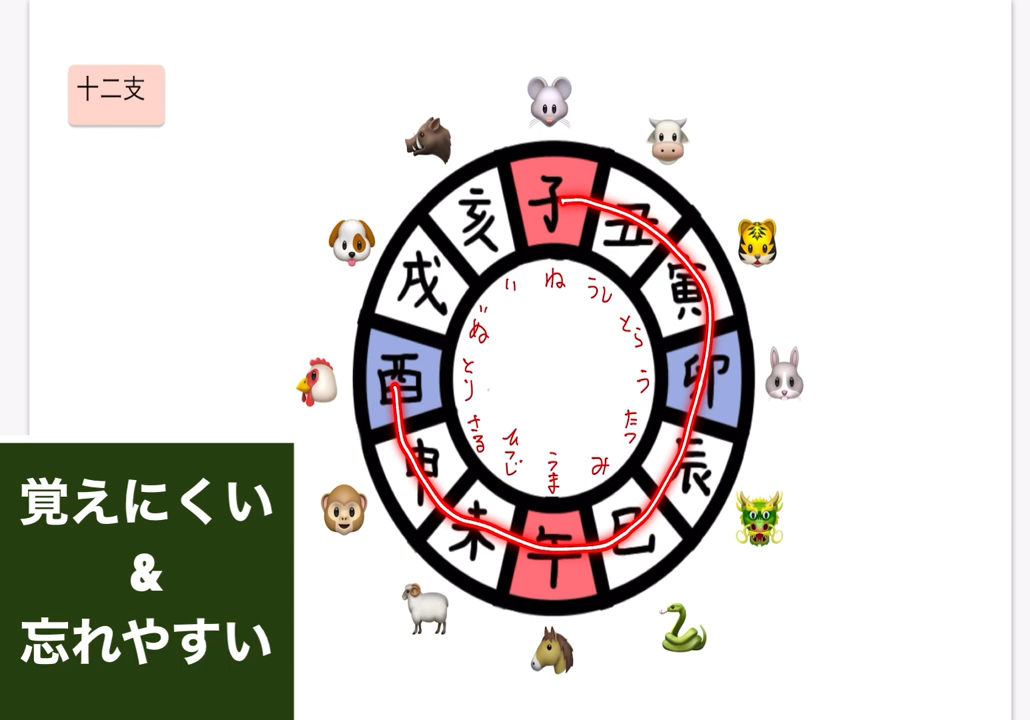 十二支
子
丑
寅
卯
辰
巳
午
未
申
酉
戌
亥
ね
うし
とら
う
たつ
み
うま
ひつじ
さる
とり
いぬ
い
覚えにくい
&
忘れやすい